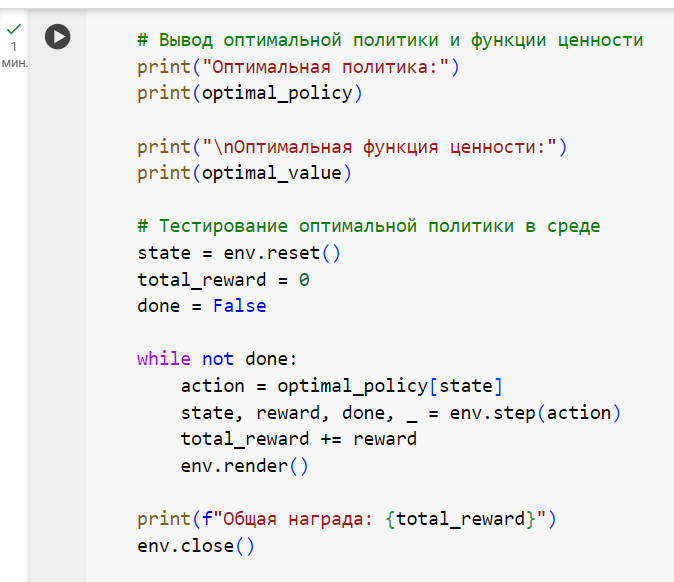 1
мин.
# Вывод оптимальной политики и функции ценности
print("Оптимальная политика:")
print(optimal_policy)
print("\nОптимальная функция ценности:")
print(optimal_value)
# Тестирование оптимальной политики в среде
state = env.reset()
total_reward = 0
done = False
while not done:
    action = optimal_policy[state]
    state, reward, done, _ = env.step(action)
    total_reward += reward
    env.render()
print(f"Общая награда: {total_reward}")
env.close()